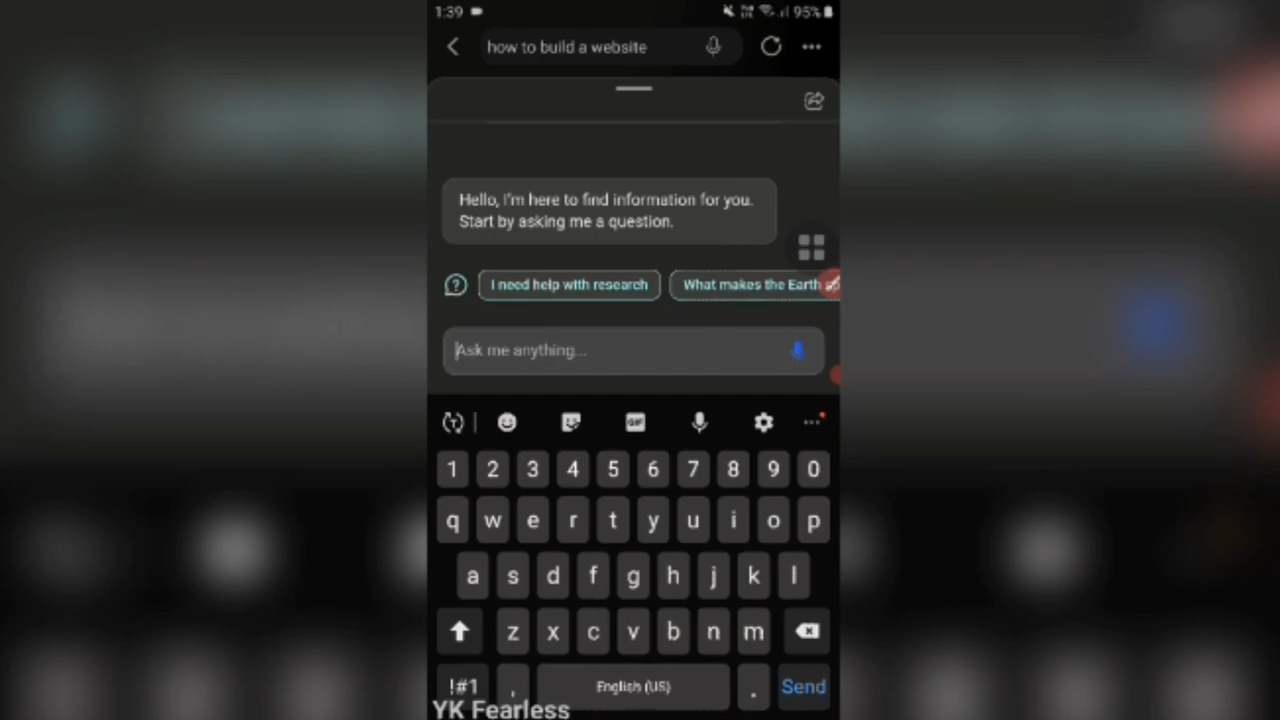 1:39
95%
how to build a website
Hello, I'm here to find information for you.
Start by asking me a question.
I need help with research
What makes the Earth
Ask me anything...
GIF
1 2 3 4 5 6 7 8 9 0
q w e r t y u i o p
a s d f g h j k l
z x c v b n m
!#1 , English (US) . Send
YK Fearless